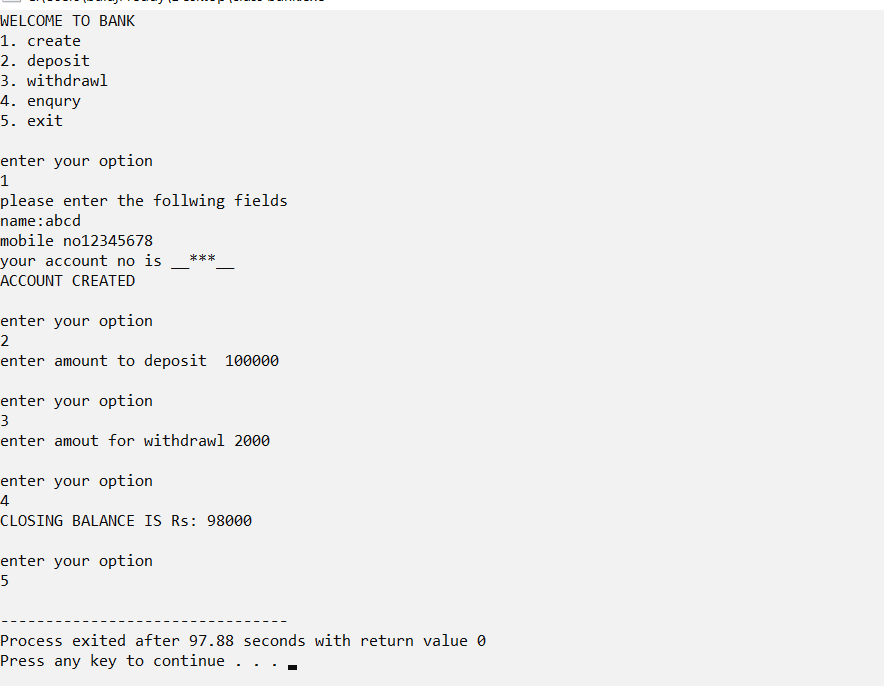 WELCOME TO BANK
1. create
2. deposit
3. withdrawl
4. enqury
5. exit
enter your option
1
please enter the follwing fields
name:abcd
mobile no12345678
your account no is __***__
ACCOUNT CREATED
enter your option
2
enter amount to deposit  100000
enter your option
3
enter amout for withdrawl 2000
enter your option
4
CLOSING BALANCE IS Rs: 98000
enter your option
5
--------------------------------
Process exited after 97.88 seconds with return value 0
Press any key to continue . . .